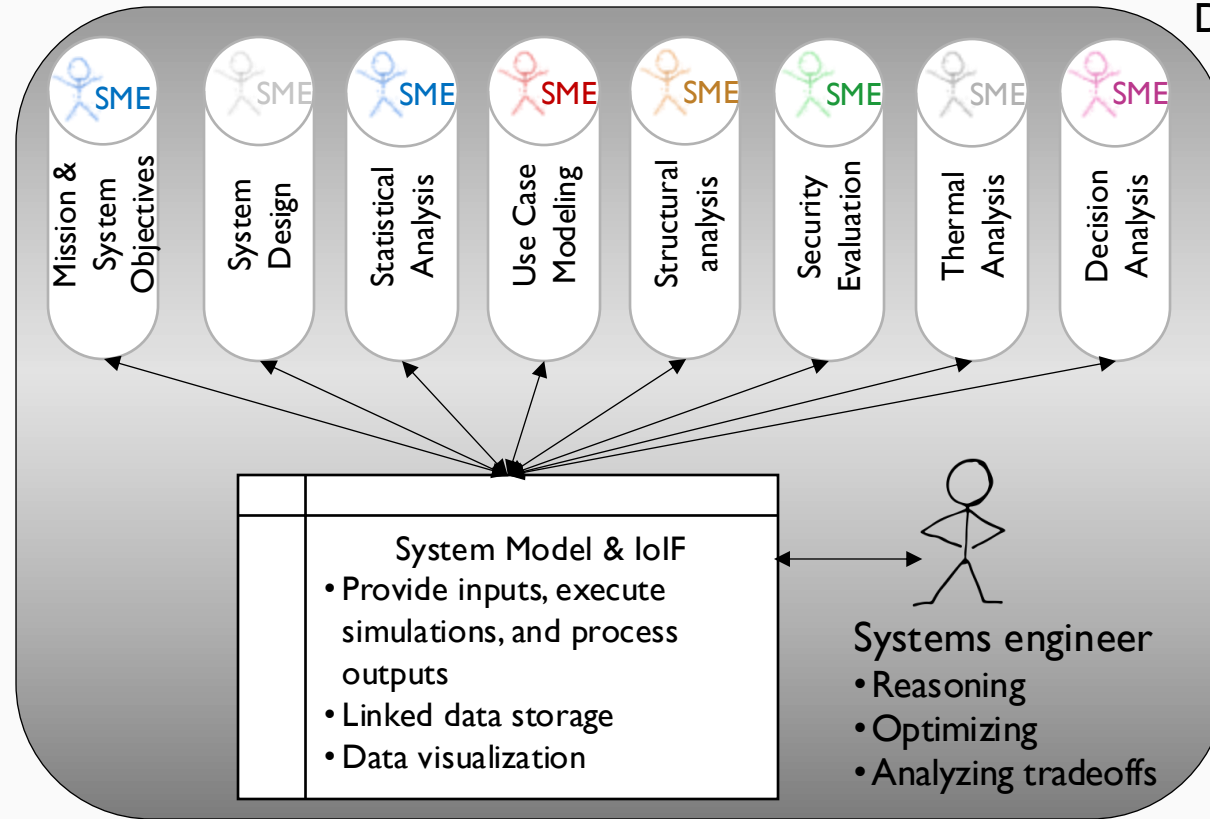 D
SME
SME
SME
SME
SME
SME
SME
SME
Mission &
System
Objectives
System
Design
Statistical
Analysis
Use Case
Modeling
Structural
analysis
Security
Evaluation
Thermal
Analysis
Decision
Analysis
System Model & IoIF
• Provide inputs, execute
simulations, and process
outputs
• Linked data storage
• Data visualization
Systems engineer
• Reasoning
• Optimizing
• Analyzing tradeoffs